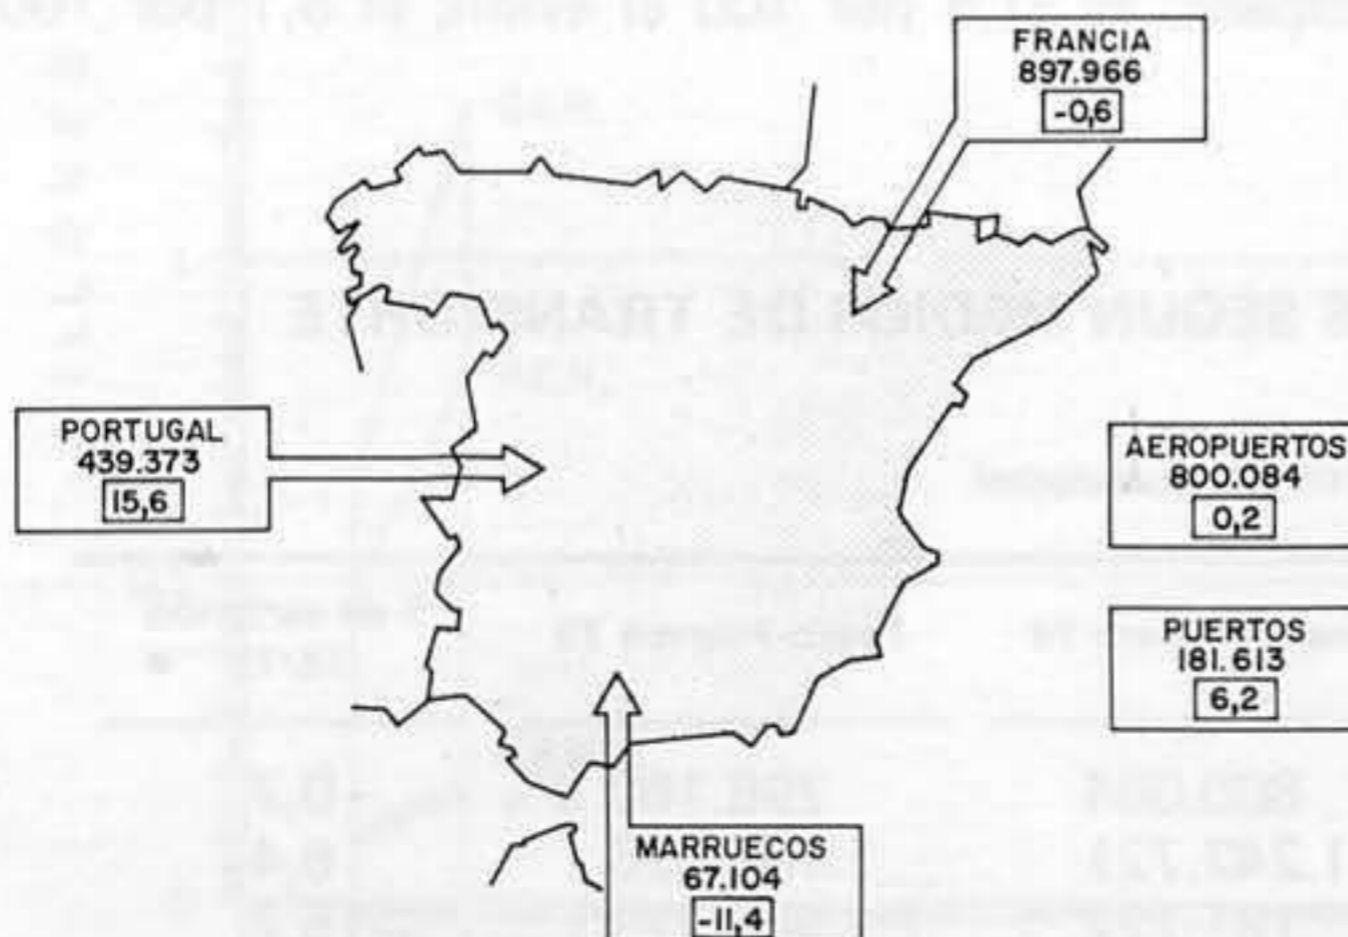 FRANCIA
897.966
-0,6
PORTUGAL
439.373
15,6
AEROPUERTOS
800.084
0,2
PUERTOS
181.613
6,2
MARRUECOS
67.104
-11,4